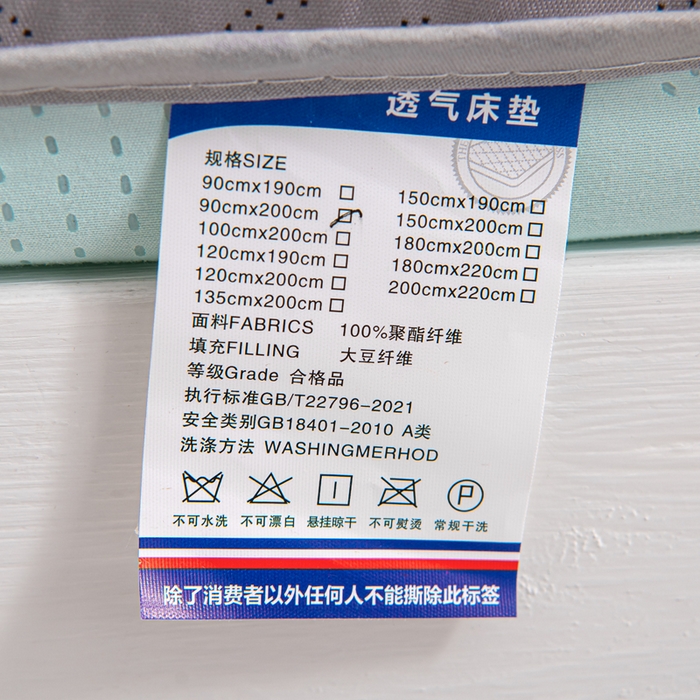 透气床垫
规格SIZE
90cmx190cm □
90cmx200cm ☑
100cmx200cm □
120cmx190cm □
120cmx200cm □
135cmx200cm □
150cmx190cm □
150cmx200cm □
180cmx200cm □
180cmx220cm □
200cmx220cm □
面料FABRICS 100%聚酯纤维
填充FILLING 大豆纤维
等级Grade 合格品
执行标准GB/T22796-2021
安全类别GB18401-2010 A类
洗涤方法 WASHINGMERHOD
P
不可水洗 不可漂白 悬挂晾干 不可熨烫 常规干洗
除了消费者以外任何人不能撕除此标签